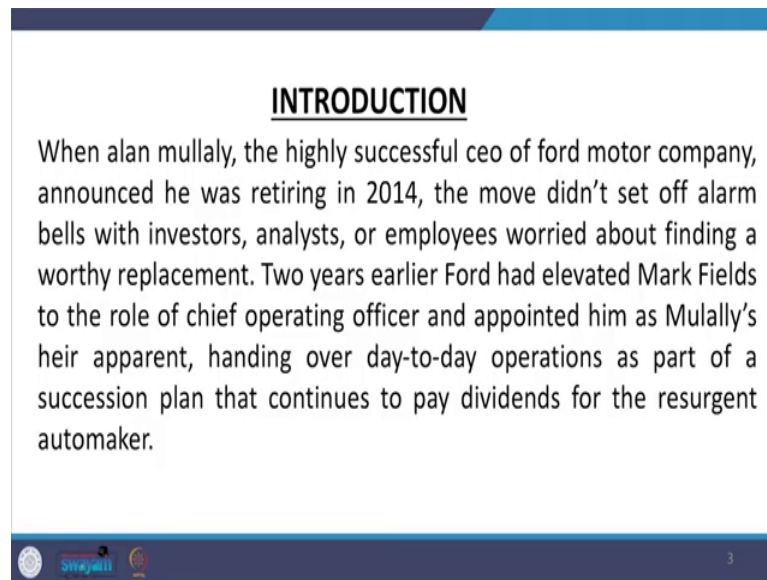 INTRODUCTION
When alan mullaly, the highly successful ceo of ford motor company,
announced he was retiring in 2014, the move didn't set off alarm
bells with investors, analysts, or employees worried about finding a
worthy replacement. Two years earlier Ford had elevated Mark Fields
to the role of chief operating officer and appointed him as Mulally's
heir apparent, handing over day-to-day operations as part of a
succession plan that continues to pay dividends for the resurgent
automaker.
swayam
3